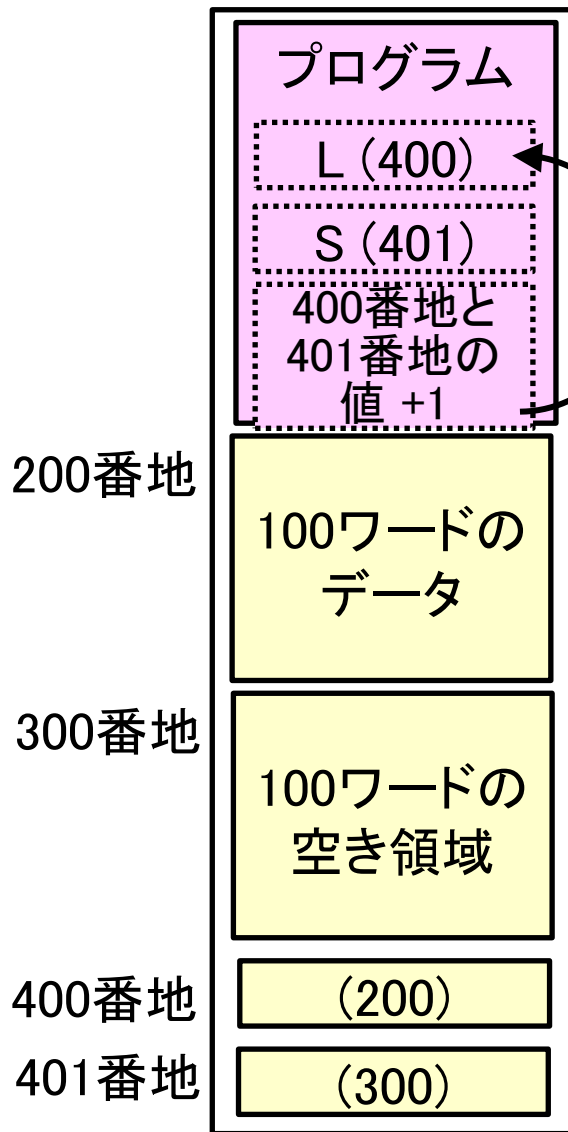 プログラム
L (400)
S (401)
400番地と
401番地の
値 +1
200番地
100ワードの
データ
300番地
100ワードの
空き領域
400番地
(200)
401番地
(300)